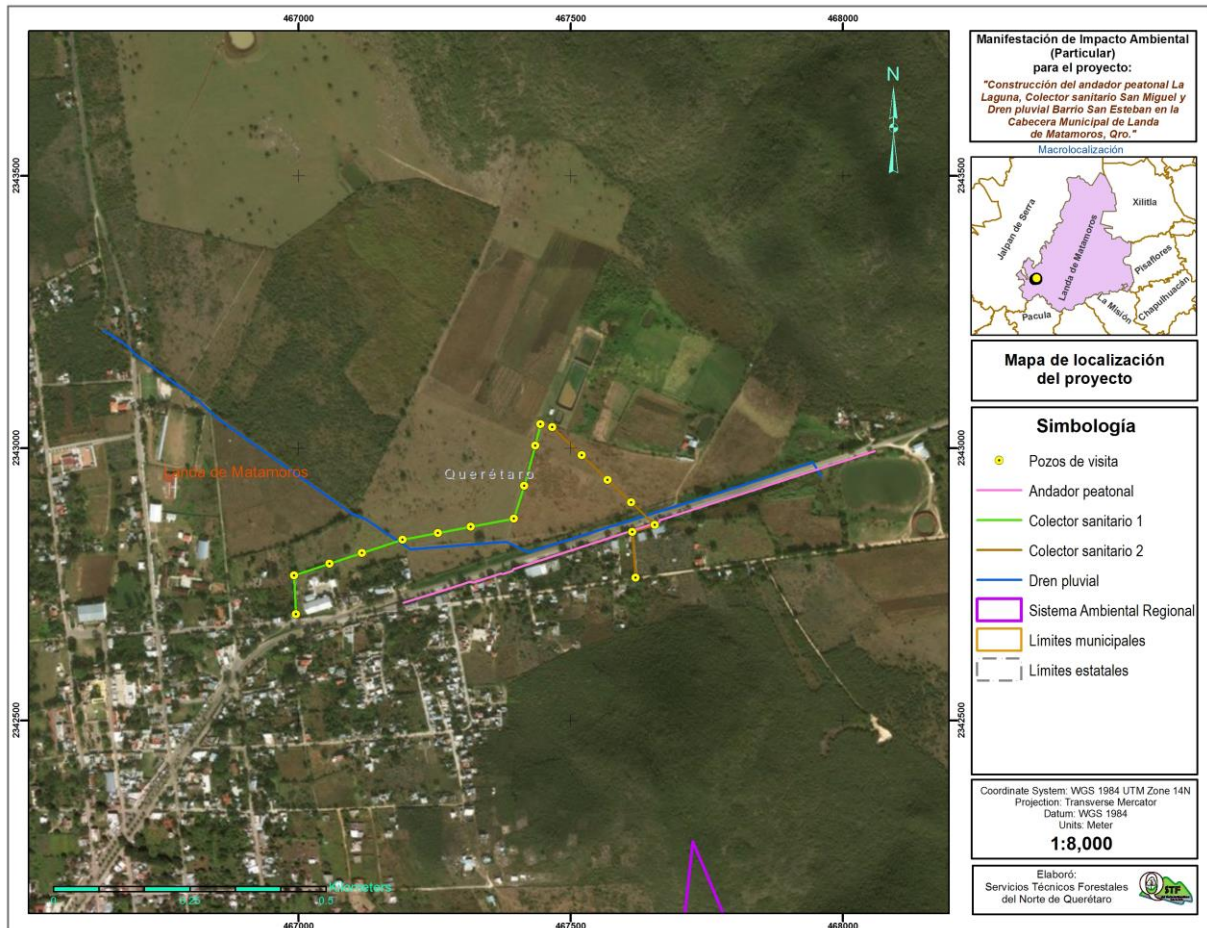 467000
467500
468000
2343500
2343000
2342500
2343500
2343000
2342500
N
Landa de Matamoros
Querétaro
Kilometers
0
0.25
0.5
467000
467500
468000
Manifestación de Impacto Ambiental
(Particular)
para el proyecto:
"Construcción del andador peatonal La
Laguna, Colector sanitario San Miguel y
Dren pluvial Barrio San Esteban en la
Cabecera Municipal de Landa
de Matamoros, Qro."
Macrolocalización
Jalpan de Serra
Xilitla
Landa de Matamoros
Pisaflores
Chapulhuacán
La Misión
Pacula
Mapa de localización
del proyecto
Simbología
Pozos de visita
Andador peatonal
Colector sanitario 1
Colector sanitario 2
Dren pluvial
Sistema Ambiental Regional
Límites municipales
Límites estatales
Coordinate System: WGS 1984 UTM Zone 14N
Projection: Transverse Mercator
Datum: WGS 1984
Units: Meter
1:8,000
Elaboró:
Servicios Técnicos Forestales
del Norte de Querétaro
STF